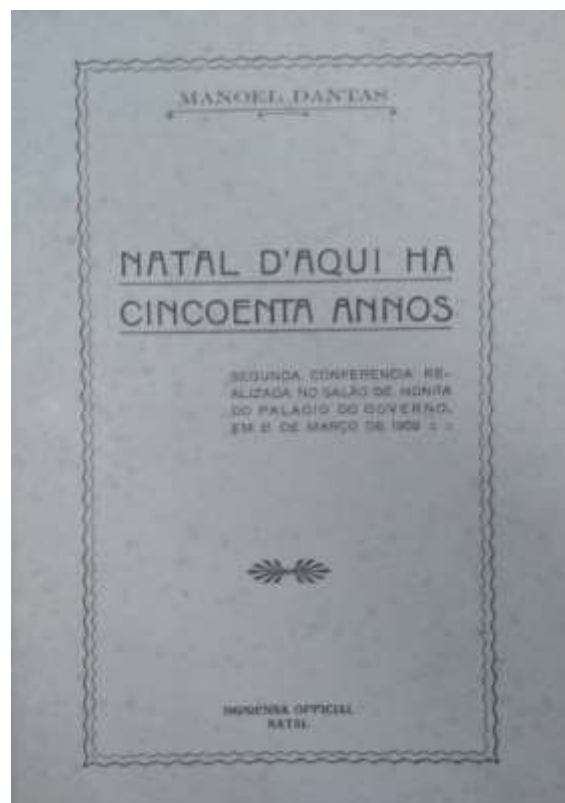 MANOEL DANTAS
NATAL D'AQUI HA
CINCOENTA ANNOS
SEGUNDA CONFERENCIA RE-
ALIZADA NO SALÃO DE HONRA
DO PALACIO DO GOVERNO,
EM 21 DE MARÇO DE 1909
IMPRENSA OFFICIAL
NATAL